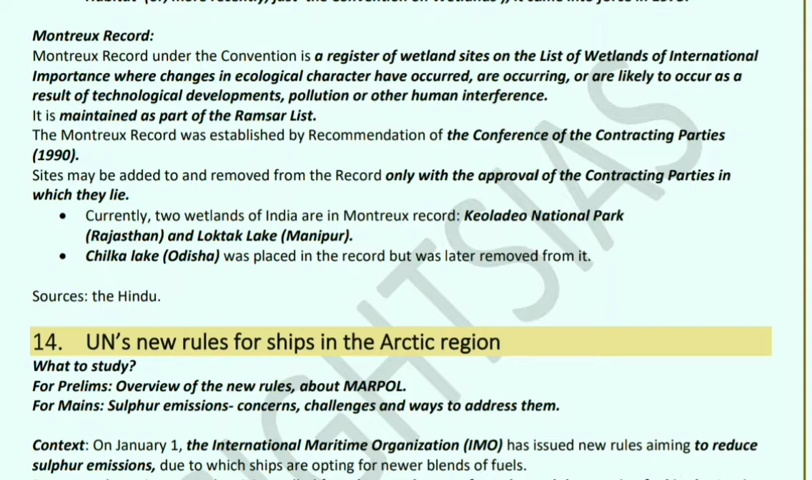 Montreux Record:
Montreux Record under the Convention is a register of wetland sites on the List of Wetlands of International
Importance where changes in ecological character have occurred, are occurring, or are likely to occur as a
result of technological developments, pollution or other human interference.
It is maintained as part of the Ramsar List.
The Montreux Record was established by Recommendation of the Conference of the Contracting Parties
(1990).
Sites may be added to and removed from the Record only with the approval of the Contracting Parties in
which they lie.
• Currently, two wetlands of India are in Montreux record: Keoladeo National Park
(Rajasthan) and Loktak Lake (Manipur).
• Chilka lake (Odisha) was placed in the record but was later removed from it.
Sources: the Hindu.
14. UN’s new rules for ships in the Arctic region
What to study?
For Prelims: Overview of the new rules, about MARPOL.
For Mains: Sulphur emissions- concerns, challenges and ways to address them.
Context: On January 1, the International Maritime Organization (IMO) has issued new rules aiming to reduce
sulphur emissions, due to which ships are opting for newer blends of fuels.